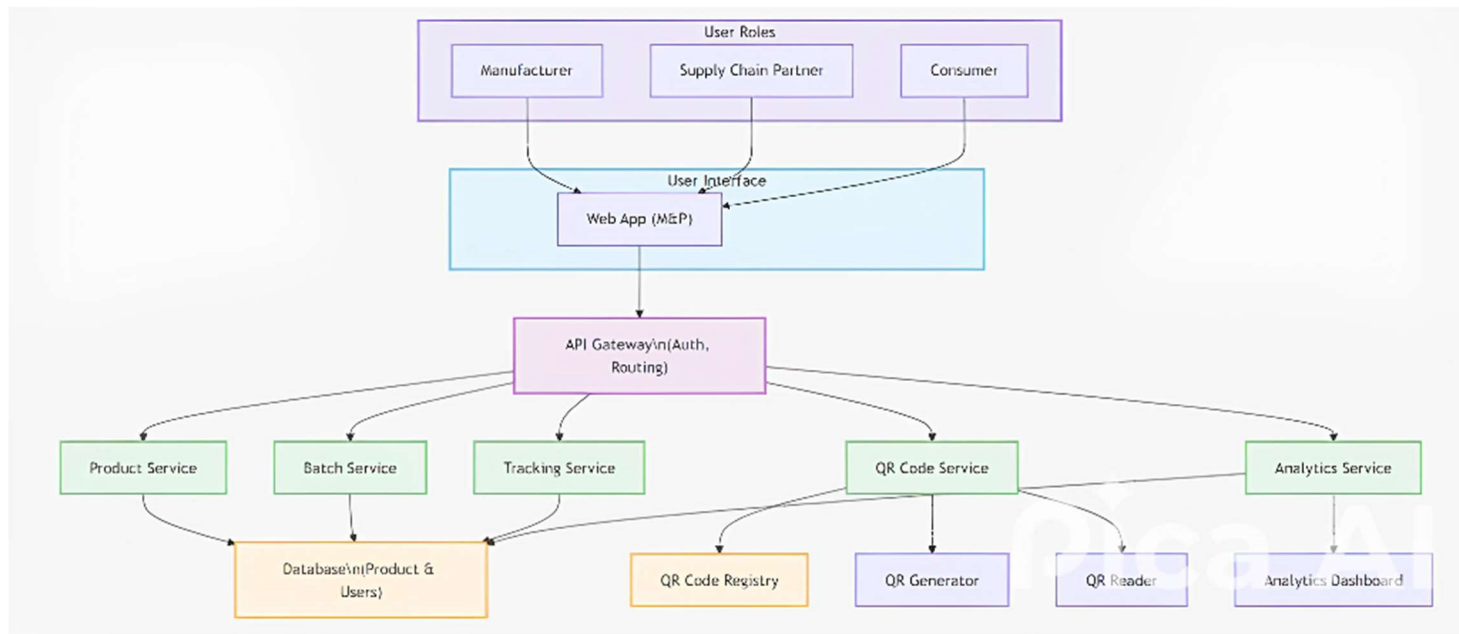 User Roles
Manufacturer
Supply Chain Partner
Consumer
User Interface
Web App (M&P)
API Gateway\n(Auth,
Routing)
Product Service
Batch Service
Tracking Service
QR Code Service
Analytics Service
Database\n(Product &
Users)
QR Code Registry
QR Generator
QR Reader
Analytics Dashboard
Pica AI